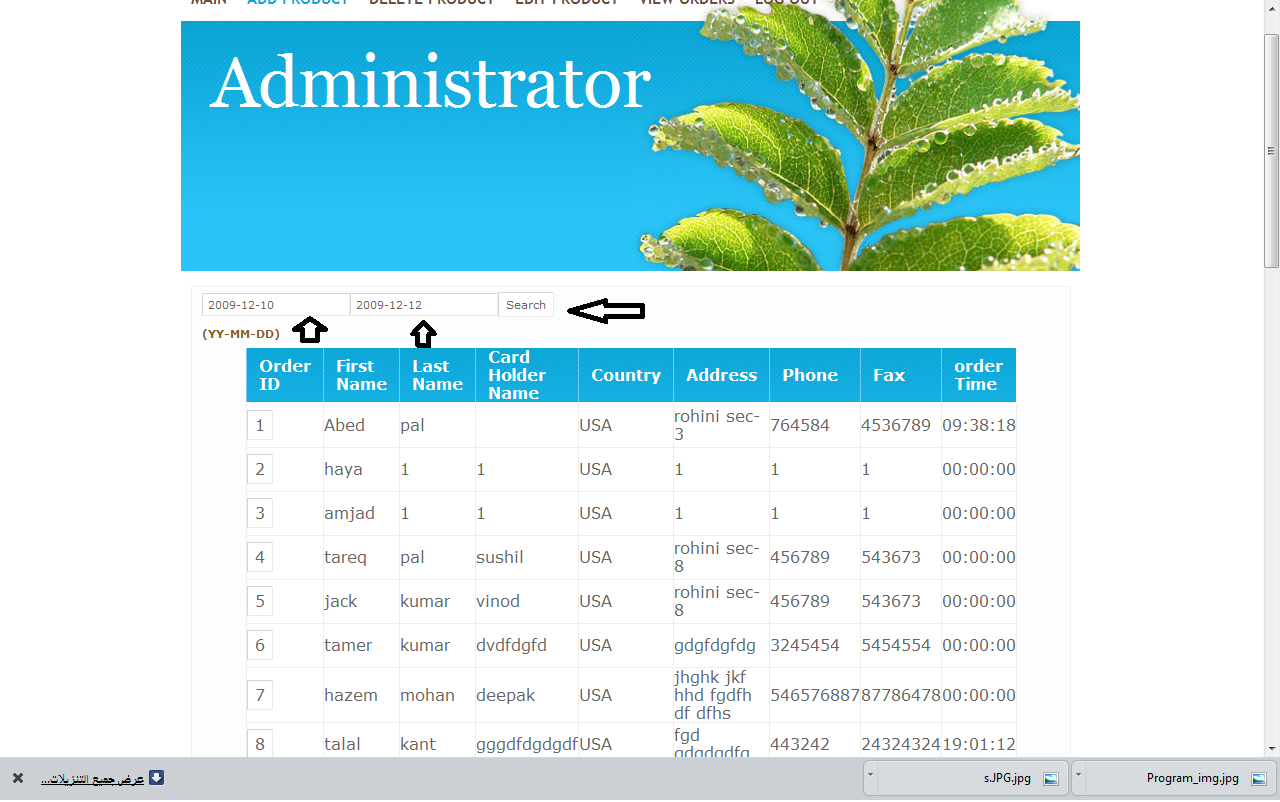 MAIN ADD PRODUCT DELETE PRODUCT EDIT PRODUCT VIEW ORDERS LOG OUT
Administrator
2009-12-10 2009-12-12 Search
(YY-MM-DD)
Order ID First Name Last Name Card Holder Name Country Address Phone Fax order Time
1 Abed pal USA rohini sec-3 764584 4536789 09:38:18
2 haya 1 1 USA 1 1 1 00:00:00
3 amjad 1 1 USA 1 1 1 00:00:00
4 tareq pal sushil USA rohini sec-8 456789 543673 00:00:00
5 jack kumar vinod USA rohini sec-8 456789 543673 00:00:00
6 tamer kumar dvdfdgfd USA gdgfdgfdg 3245454 5454554 00:00:00
7 hazem mohan deepak USA jhghk jkf hhd fgdfh df dfhs 546576887 87786478 00:00:00
8 talal kant gggdfdgdgdf USA fgd 443242 24324324 19:01:12
عرض جميع التنزيلات... s.JPG.jpg Program_img.jpg